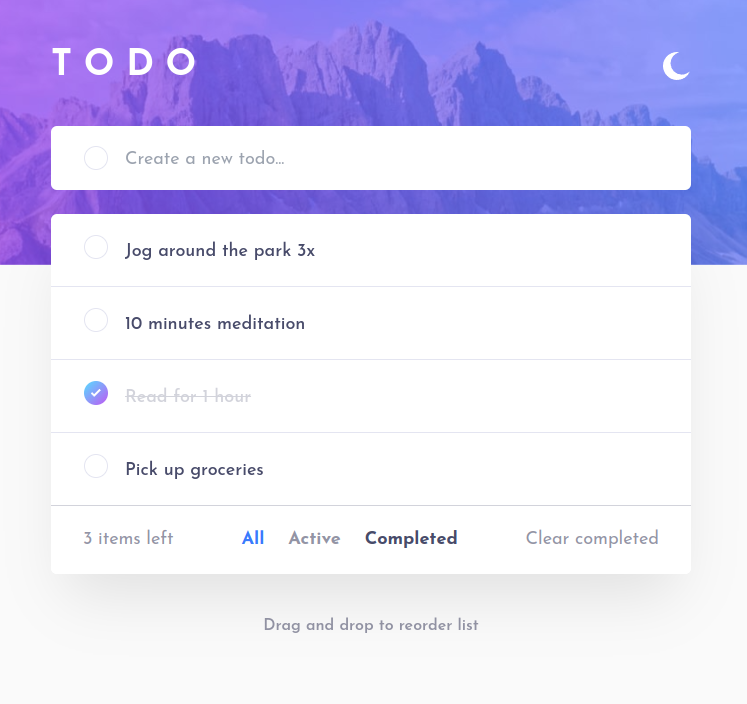 TODO
Create a new todo...
Jog around the park 3x
10 minutes meditation
Read for 1 hour
Pick up groceries
3 items left All Active Completed Clear completed
Drag and drop to reorder list